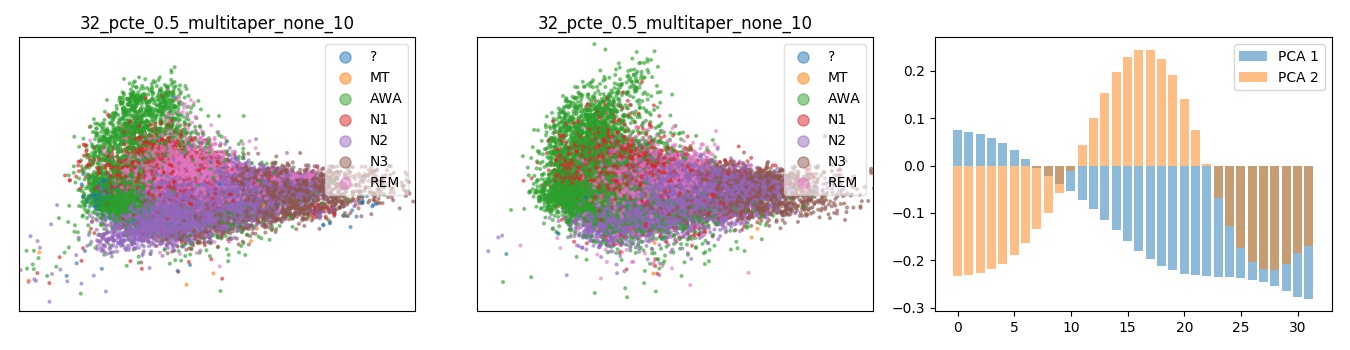 32_pcte_0.5_multitaper_none_10
?
MT
AWA
N1
N2
N3
REM
32_pcte_0.5_multitaper_none_10
?
MT
AWA
N1
N2
N3
REM
PCA 1
PCA 2
0.2
0.1
0.0
−0.1
−0.2
−0.3
0
5
10
15
20
25
30